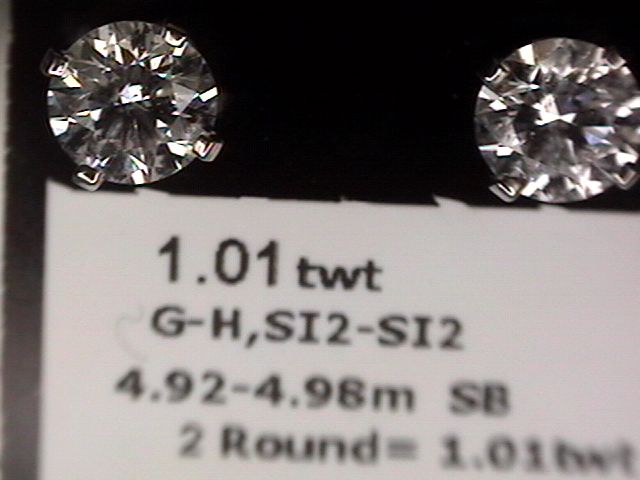 1.01 twt
G-H,SI2-SI2
4.92-4.98m SB
2 Round= 1.01twt